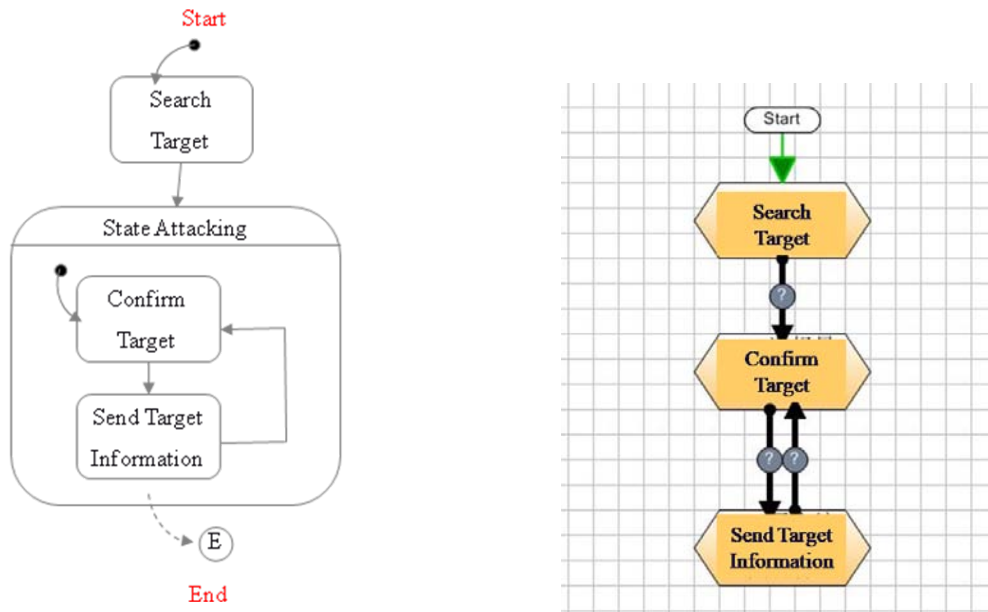 Start
Search
Target
State Attacking
Confirm
Target
Send Target
Information
E
End
Start
Search
Target
?
Confirm
Target
?
?
Send Target
Information